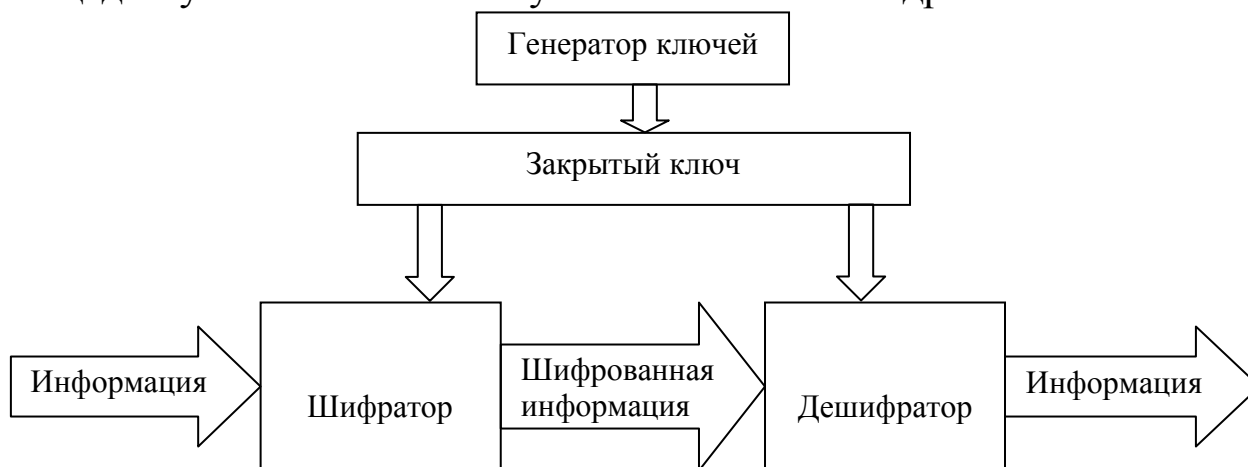 Генератор ключей
Закрытый ключ
Информация
Шифратор
Шифрованная
информация
Дешифратор
Информация